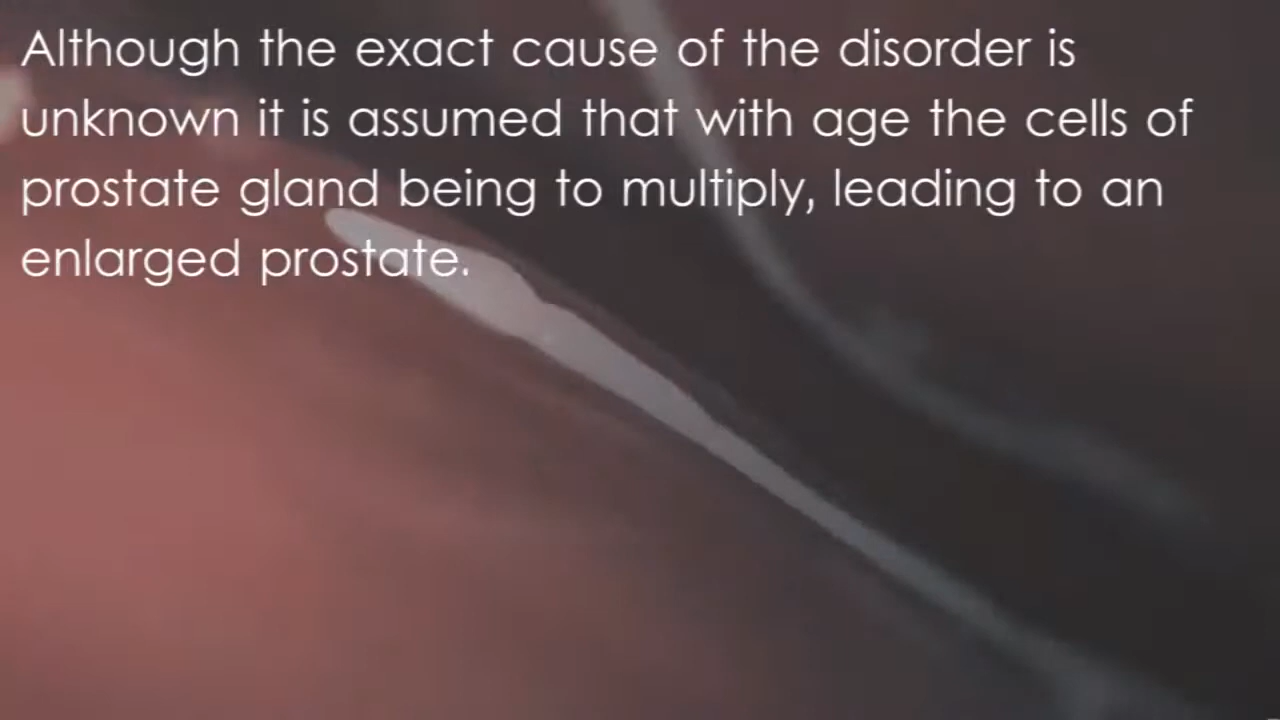 Although the exact cause of the disorder is
unknown it is assumed that with age the cells of
prostate gland being to multiply, leading to an
enlarged prostate.